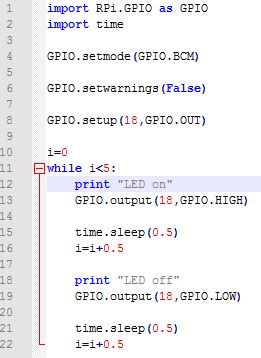 1 import RPi.GPIO as GPIO
2 import time
3
4 GPIO.setmode(GPIO.BCM)
5
6 GPIO.setwarnings(False)
7
8 GPIO.setup(18,GPIO.OUT)
9
10 i=0
11 while i<5:
12     print "LED on"
13     GPIO.output(18,GPIO.HIGH)
14
15     time.sleep(0.5)
16     i=i+0.5
17
18     print "LED off"
19     GPIO.output(18,GPIO.LOW)
20
21     time.sleep(0.5)
22     i=i+0.5